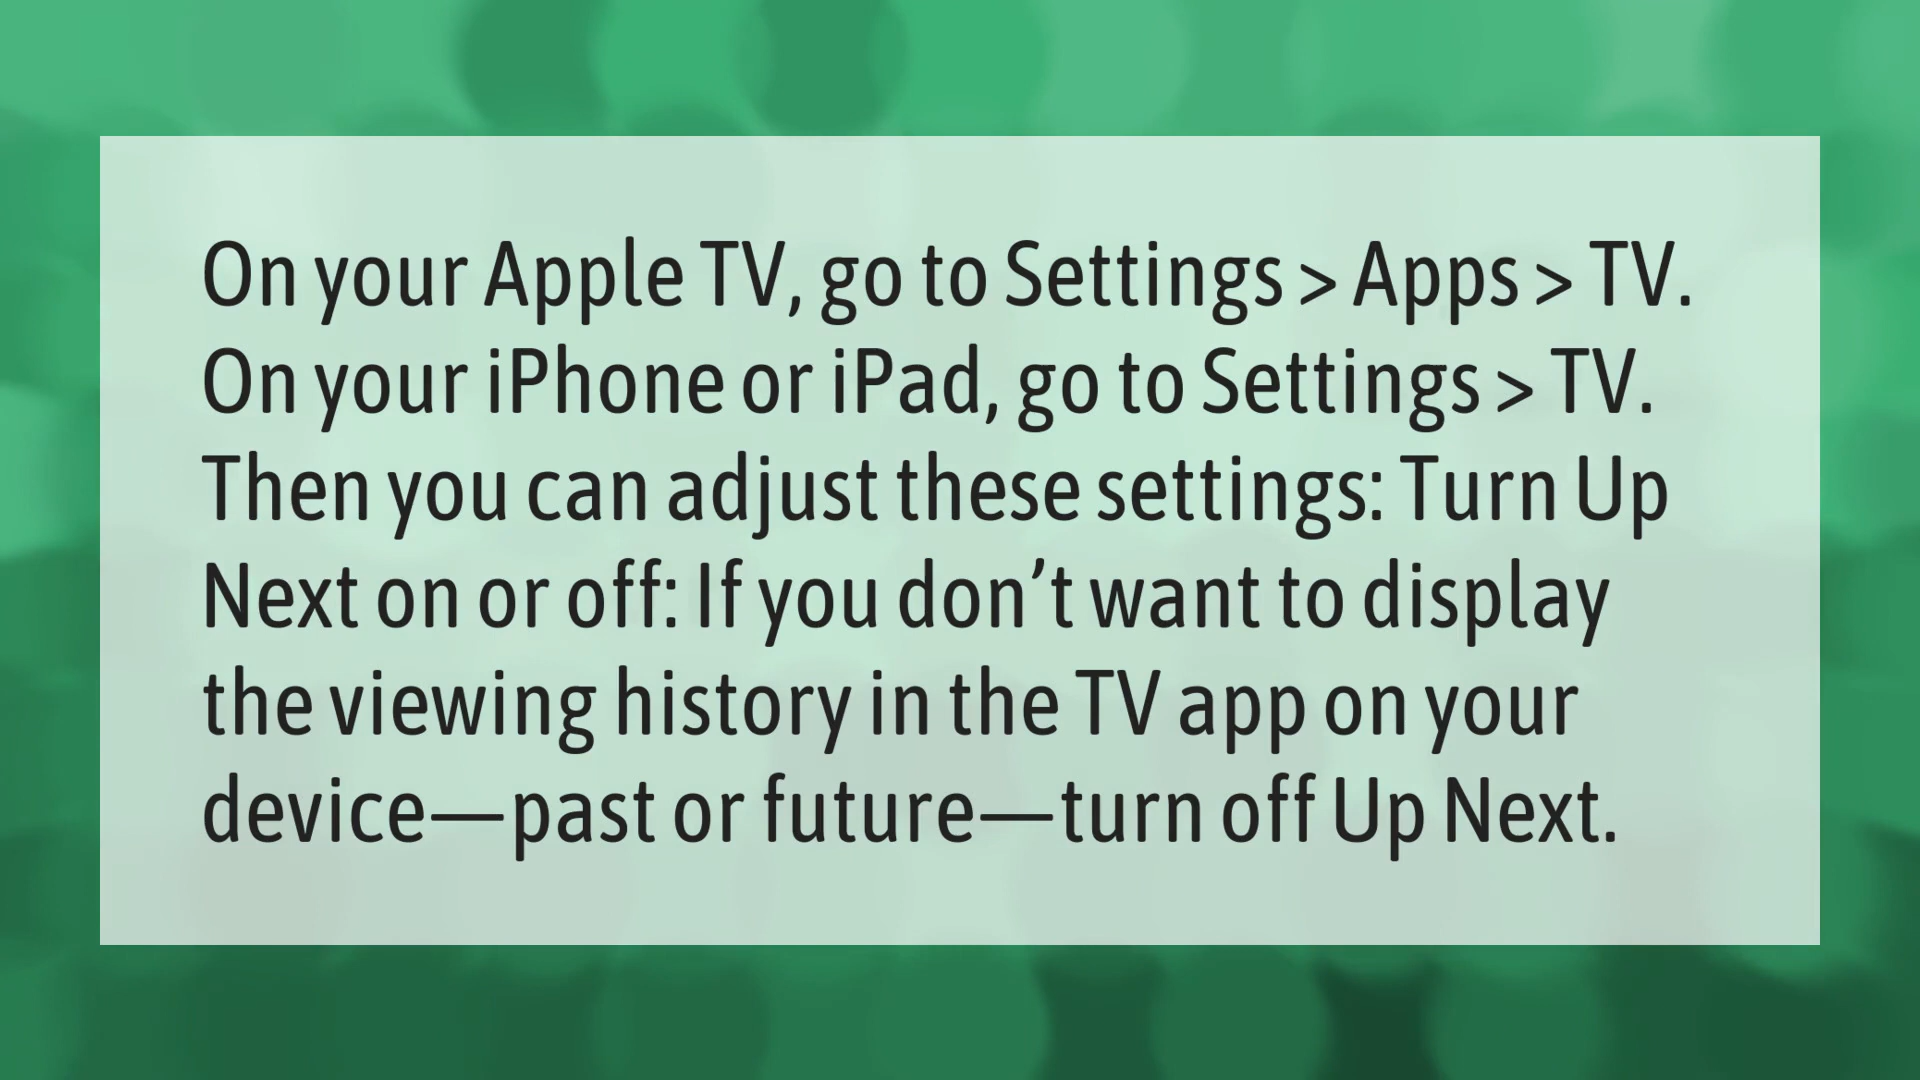 On your Apple TV, go to Settings > Apps > TV.
On your iPhone or iPad, go to Settings > TV.
Then you can adjust these settings: Turn Up
Next on or off: If you don’t want to display
the viewing history in the TV app on your
device—past or future—turn off Up Next.